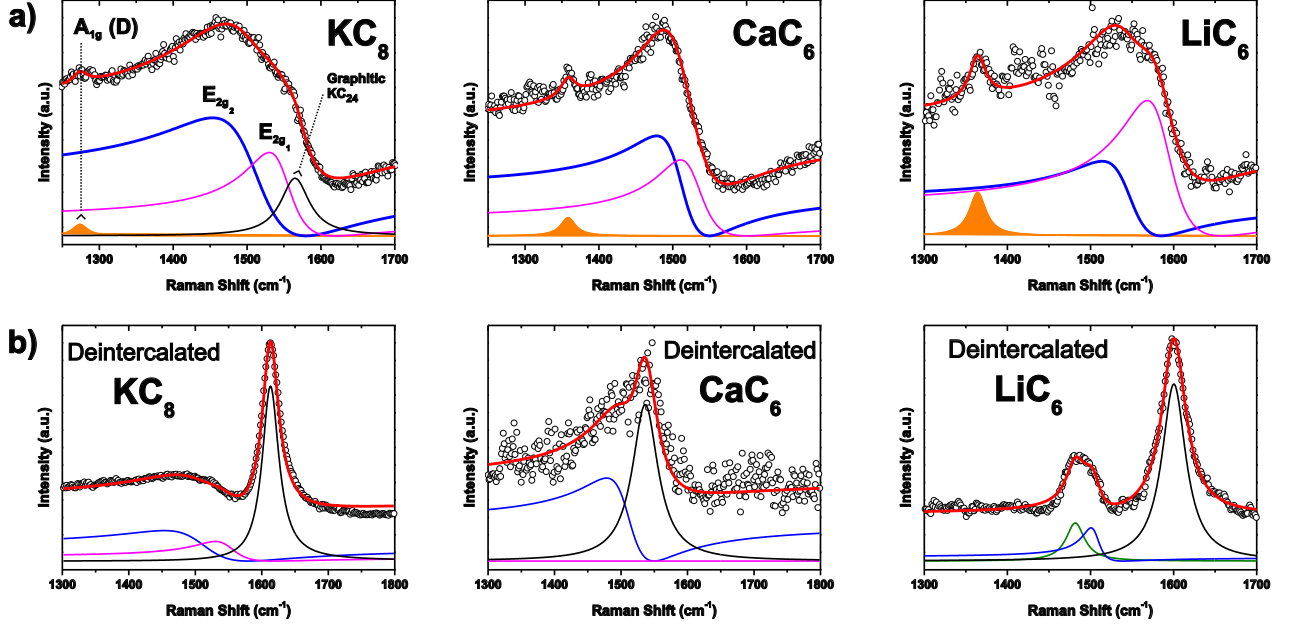 a)
A1g (D)
KC8
Graphitic
KC24
E2g2
E2g1
Intensity (a.u.)
1300 1400 1500 1600 1700
Raman Shift (cm-1)
CaC6
Intensity (a.u.)
1300 1400 1500 1600 1700
Raman Shift (cm-1)
LiC6
Intensity (a.u.)
1300 1400 1500 1600 1700
Raman Shift (cm-1)
b)
Deintercalated
KC8
Intensity (a.u.)
1300 1400 1500 1600 1700 1800
Raman Shift (cm-1)
Deintercalated
CaC6
Intensity (a.u.)
1300 1400 1500 1600 1700 1800
Raman Shift (cm-1)
Deintercalated
LiC6
Intensity (a.u.)
1300 1400 1500 1600 1700
Raman Shift (cm-1)